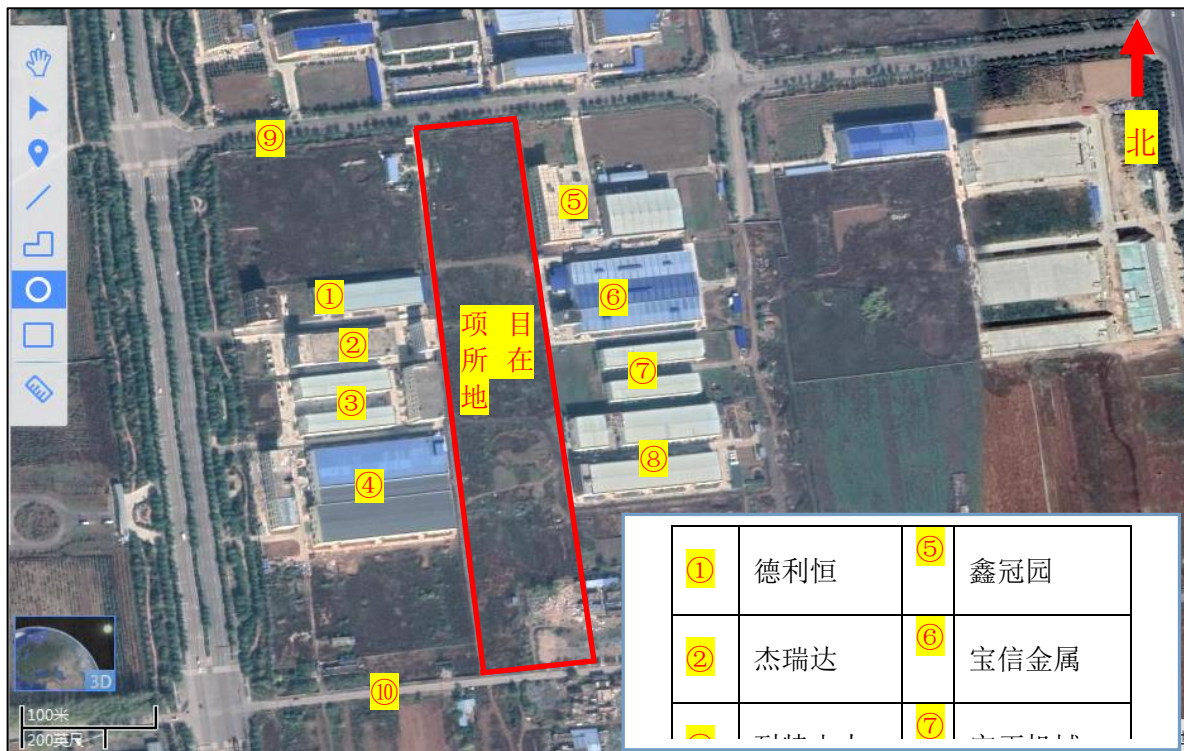 北
⑨
⑤
①
⑥
②
项目
所在
地
⑦
③
⑧
④
⑩
3D
100米
200英尺
① 德利恒 ⑤ 鑫冠园
② 杰瑞达 ⑥ 宝信金属
⑦